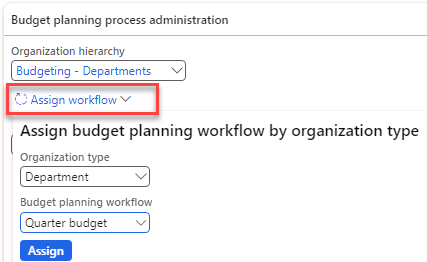 Budget planning process administration
Organization hierarchy
Budgeting - Departments
Assign workflow
Assign budget planning workflow by organization type
Organization type
Department
Budget planning workflow
Quarter budget
Assign